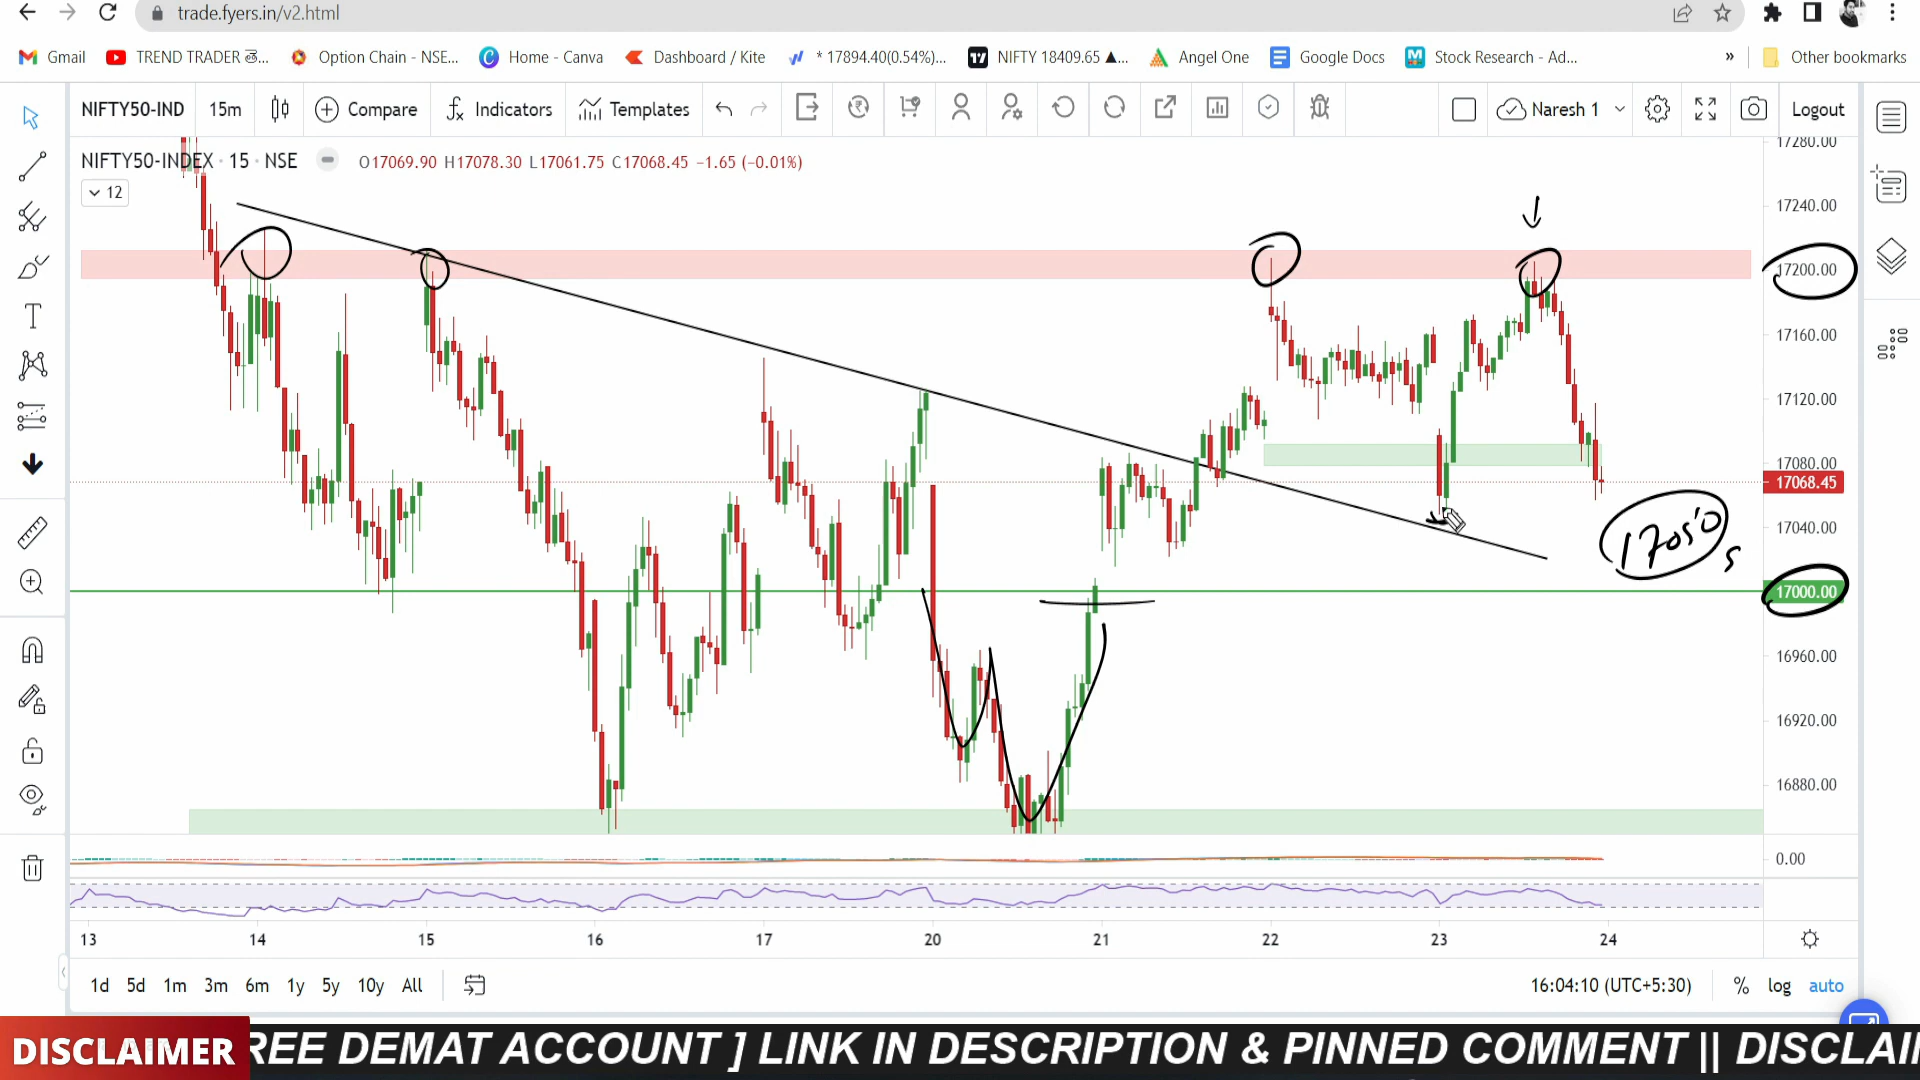 trade.fyers.in/v2.html
Gmail
TREND TRADER తె...
Option Chain - NSE...
Home - Canva
Dashboard / Kite
* 17894.40(0.54%)...
NIFTY 18409.65 ▲...
Angel One
Google Docs
Stock Research - Ad...
»
Other bookmarks
NIFTY50-IND
15m
Compare
Indicators
Templates
Naresh 1
Logout
NIFTY50-INDEX · 15 · NSE
O17069.90 H17078.30 L17061.75 C17068.45 −1.65 (−0.01%)
12
17280.00
17240.00
17200.00
17160.00
17120.00
17080.00
17068.45
17040.00
17050
s
17000.00
16960.00
16920.00
16880.00
0.00
13 14 15 16 17 20 21 22 23 24
1d 5d 1m 3m 6m 1y 5y 10y All
16:04:10 (UTC+5:30)
% log auto
DISCLAIMER
REE DEMAT ACCOUNT ] LINK IN DESCRIPTION & PINNED COMMENT || DISCLAI